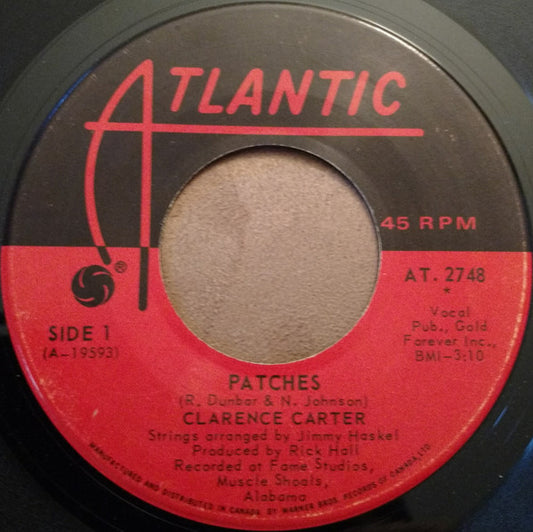 ATLANTIC
45 RPM
®
AT. 2748
*
SIDE 1
(A-19593)
Vocal
Pub., Gold
Forever Inc.,
BMI-3:10
PATCHES
(R. Dunbar & N. Johnson)
CLARENCE CARTER
Strings arranged by Jimmy Haskel
Produced by Rick Hall
Recorded at Fame Studios,
Muscle Shoals,
Alabama
MANUFACTURED AND DISTRIBUTED IN CANADA BY WARNER BROS. RECORDS OF CANADA, LTD.